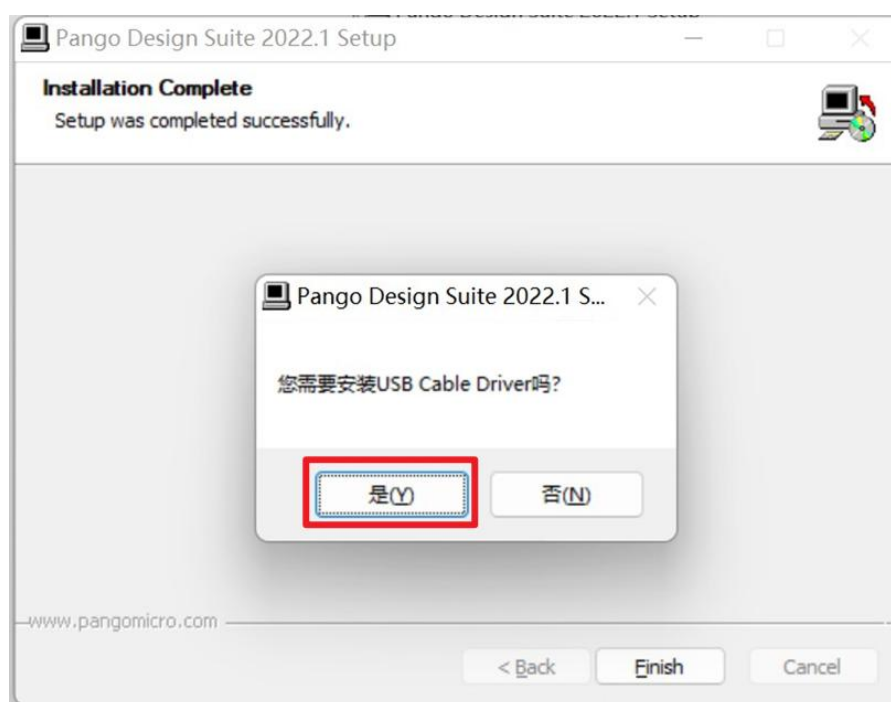 Pango Design Suite 2022.1 Setup
Installation Complete
Setup was completed successfully.
Pango Design Suite 2022.1 S...
您需要安装USB Cable Driver吗?
是(Y)
否(N)
www.pangomicro.com
< Back
Finish
Cancel